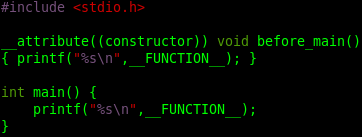 #include <stdio.h>

__attribute((constructor)) void before_main()
{ printf("%s\n",__FUNCTION__); }

int main() {
    printf("%s\n",__FUNCTION__);
}